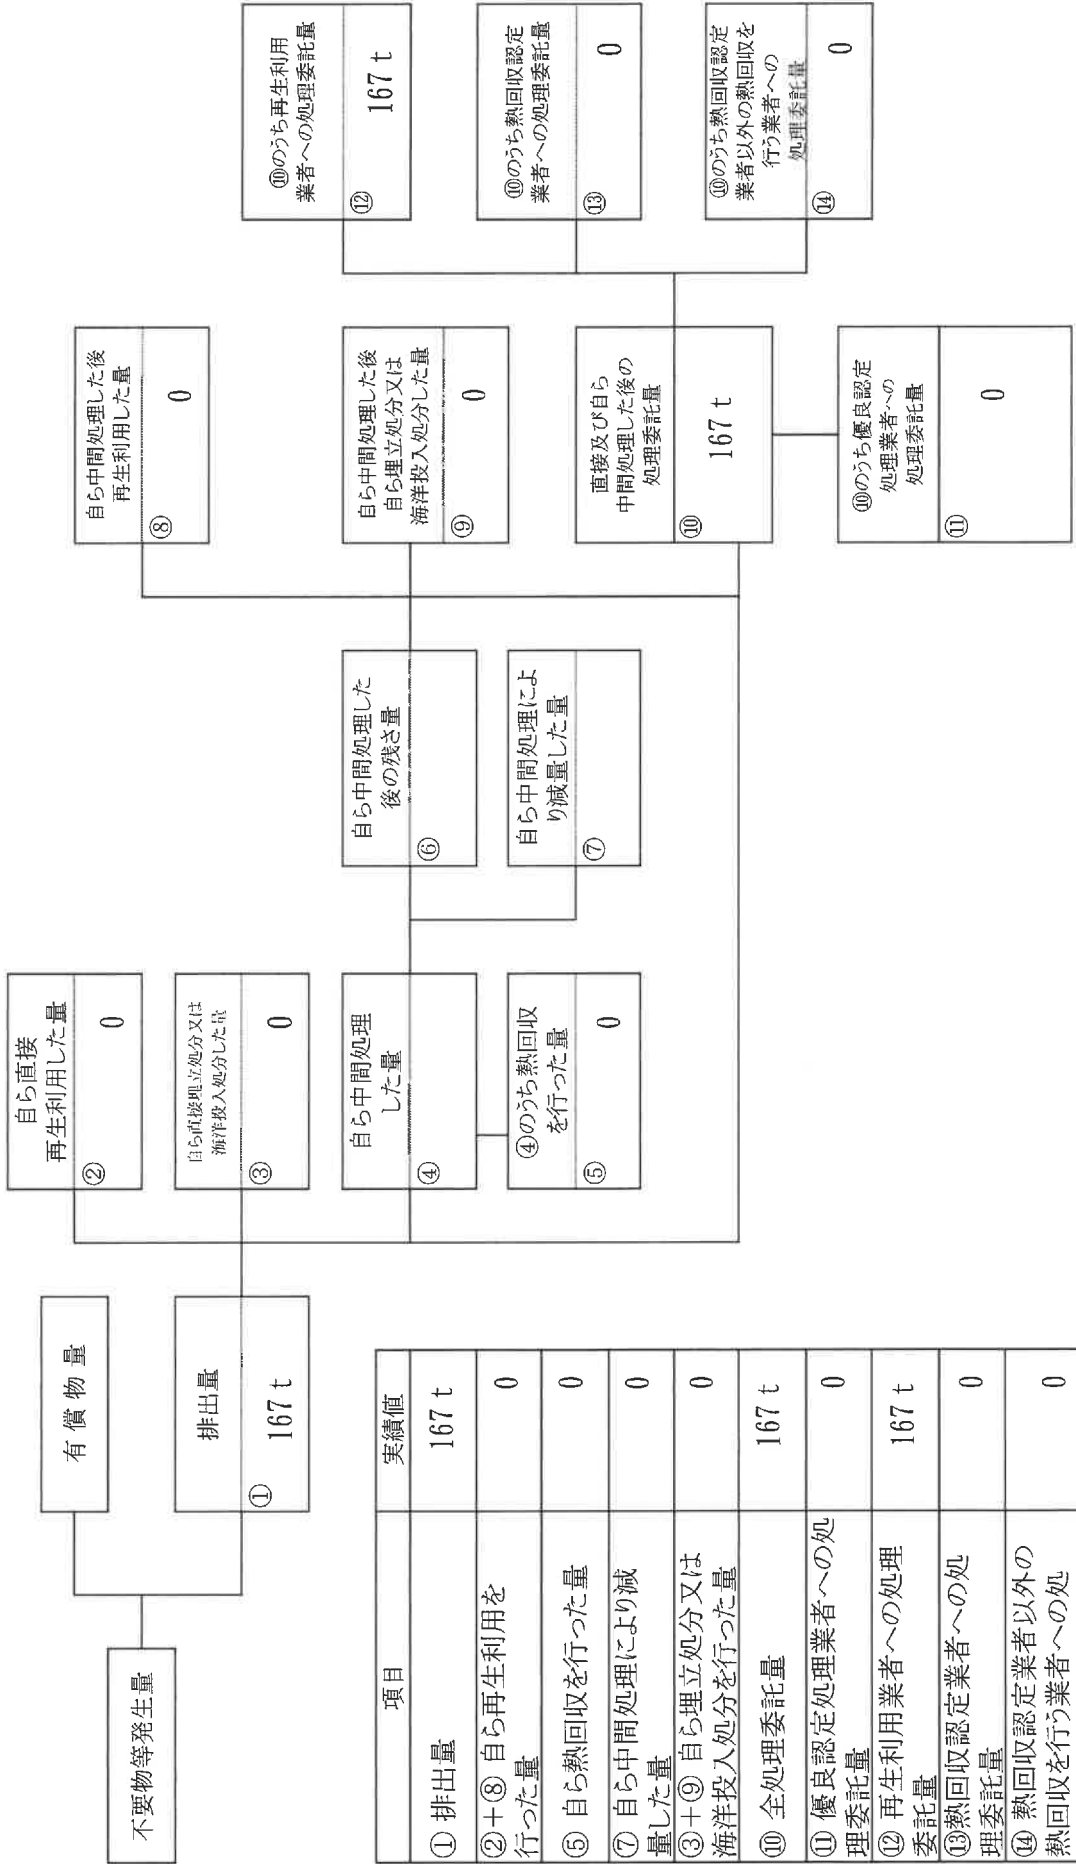 不要物等発生量
有 償 物 量
排出量
① 167 t
自ら直接
再生利用した量
② 0
自ら直接埋立処分又は
海洋投入処分した量
③ 0
自ら中間処理
した量
④
④のうち熱回収
を行った量
⑤ 0
自ら中間処理した
後の残さ量
⑥
自ら中間処理によ
り減量した量
⑦
自ら中間処理した後
再生利用した量
⑧ 0
自ら中間処理した後
自ら埋立処分又は
海洋投入処分した量
⑨ 0
直接及び自ら
中間処理した後の
処理委託量
⑩ 167 t
⑩のうち優良認定
処理業者への
処理委託量
⑪ 0
⑩のうち再生利用
業者への処理委託量
⑫ 167 t
⑩のうち熱回収認定
業者への処理委託量
⑬ 0
⑩のうち熱回収認定
業者以外の熱回収を
行う業者への
処理委託量
⑭ 0
項目 実績値
① 排出量 167 t
②＋⑧ 自ら再生利用を
行った量 0
⑤ 自ら熱回収を行った量 0
⑦ 自ら中間処理により減
量した量 0
③＋⑨ 自ら埋立処分又は
海洋投入処分を行った量 0
⑩ 全処理委託量 167 t
⑪ 優良認定処理業者への処
理委託量 0
⑫ 再生利用業者への処理
委託量 167 t
⑬熱回収認定業者への処
理委託量 0
⑭ 熱回収認定業者以外の
熱回収を行う業者への処 0